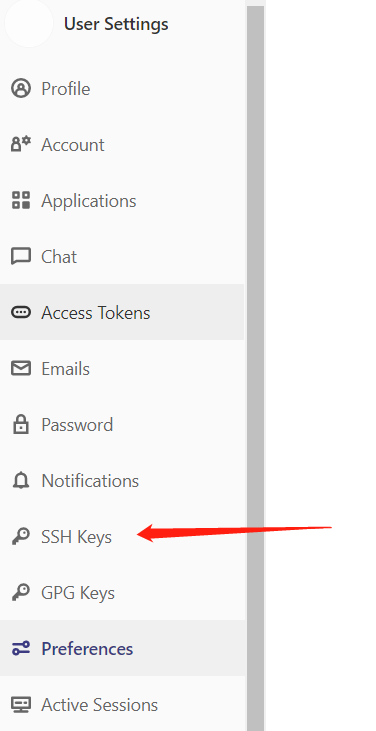 User Settings
Profile
Account
Applications
Chat
Access Tokens
Emails
Password
Notifications
SSH Keys
GPG Keys
Preferences
Active Sessions